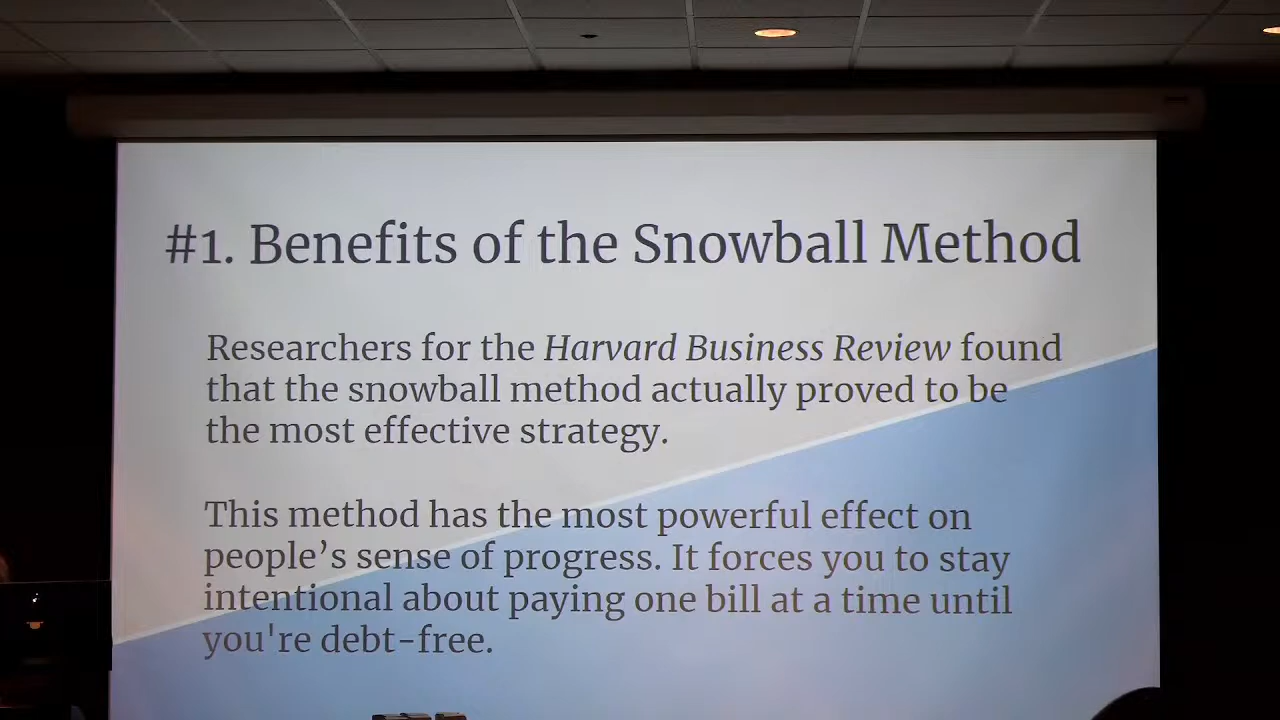 #1. Benefits of the Snowball Method
Researchers for the Harvard Business Review found
that the snowball method actually proved to be
the most effective strategy.
This method has the most powerful effect on
people’s sense of progress. It forces you to stay
intentional about paying one bill at a time until
you're debt-free.